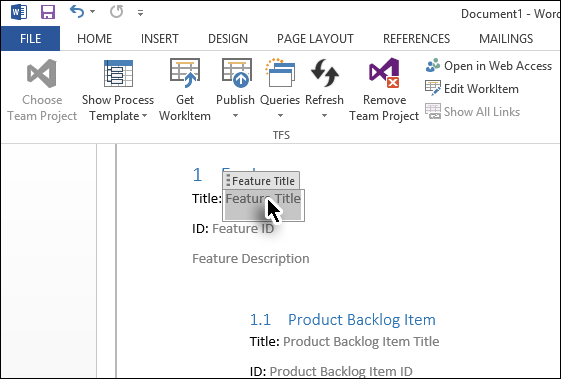 Document1 - Wor
FILE HOME INSERT DESIGN PAGE LAYOUT REFERENCES MAILINGS
Choose Team Project
Show Process Template
Get WorkItem
Publish
Queries
Refresh
Remove Team Project
Open in Web Access
Edit WorkItem
Show All Links
TFS
1
Feature Title
Title: Feature Title
ID: Feature ID
Feature Description
1.1 Product Backlog Item
Title: Product Backlog Item Title
ID: Product Backlog Item ID